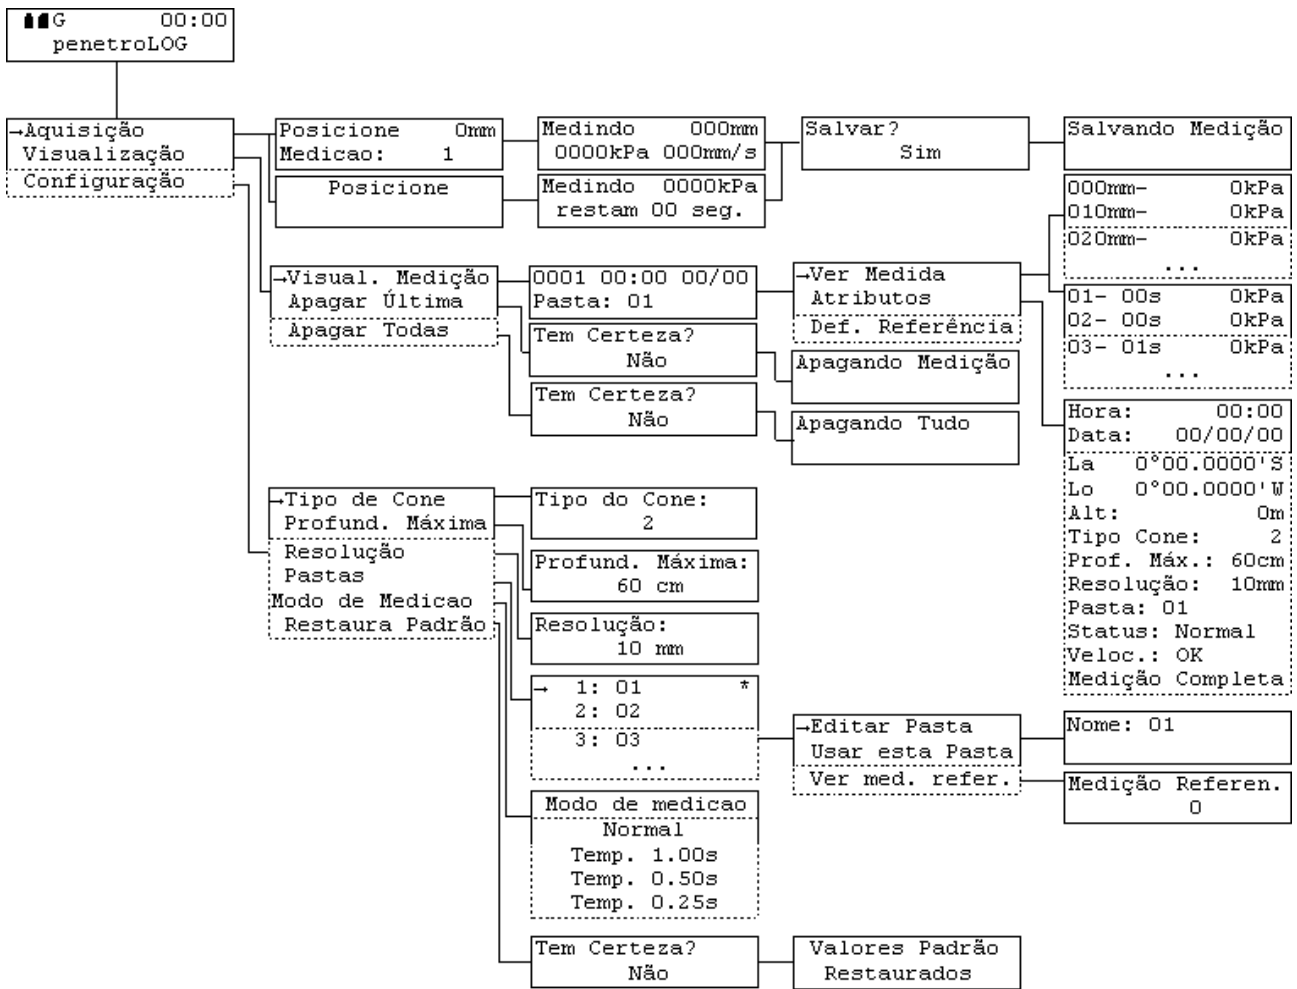 G 00:00
penetroLOG
→Aquisição
Visualização
Configuração
Posicione 0mm
Medicao: 1
Posicione
Medindo 000mm
0000kPa 000mm/s
Medindo 0000kPa
restam 00 seg.
Salvar?
Sim
Salvando Medição
000mm- 0kPa
010mm- 0kPa
020mm- 0kPa
...
01- 00s 0kPa
02- 00s 0kPa
03- 01s 0kPa
...
→Visual. Medição
Apagar Última
Apagar Todas
0001 00:00 00/00
Pasta: 01
Tem Certeza?
Não
Tem Certeza?
Não
→Ver Medida
Atributos
Def. Referência
Apagando Medição
Apagando Tudo
Hora: 00:00
Data: 00/00/00
La 0°00.0000'S
Lo 0°00.0000'W
Alt: 0m
Tipo Cone: 2
Prof. Máx.: 60cm
Resolução: 10mm
Pasta: 01
Status: Normal
Veloc.: OK
Medição Completa
→Tipo de Cone
Profund. Máxima
Resolução
Pastas
Modo de Medicao
Restaura Padrão
Tipo do Cone:
2
Profund. Máxima:
60 cm
Resolução:
10 mm
→ 1: 01 *
2: 02
3: 03
...
→Editar Pasta
Usar esta Pasta
Ver med. refer.
Nome: 01
Medição Referen.
0
Modo de medicao
Normal
Temp. 1.00s
Temp. 0.50s
Temp. 0.25s
Tem Certeza?
Não
Valores Padrão
Restaurados